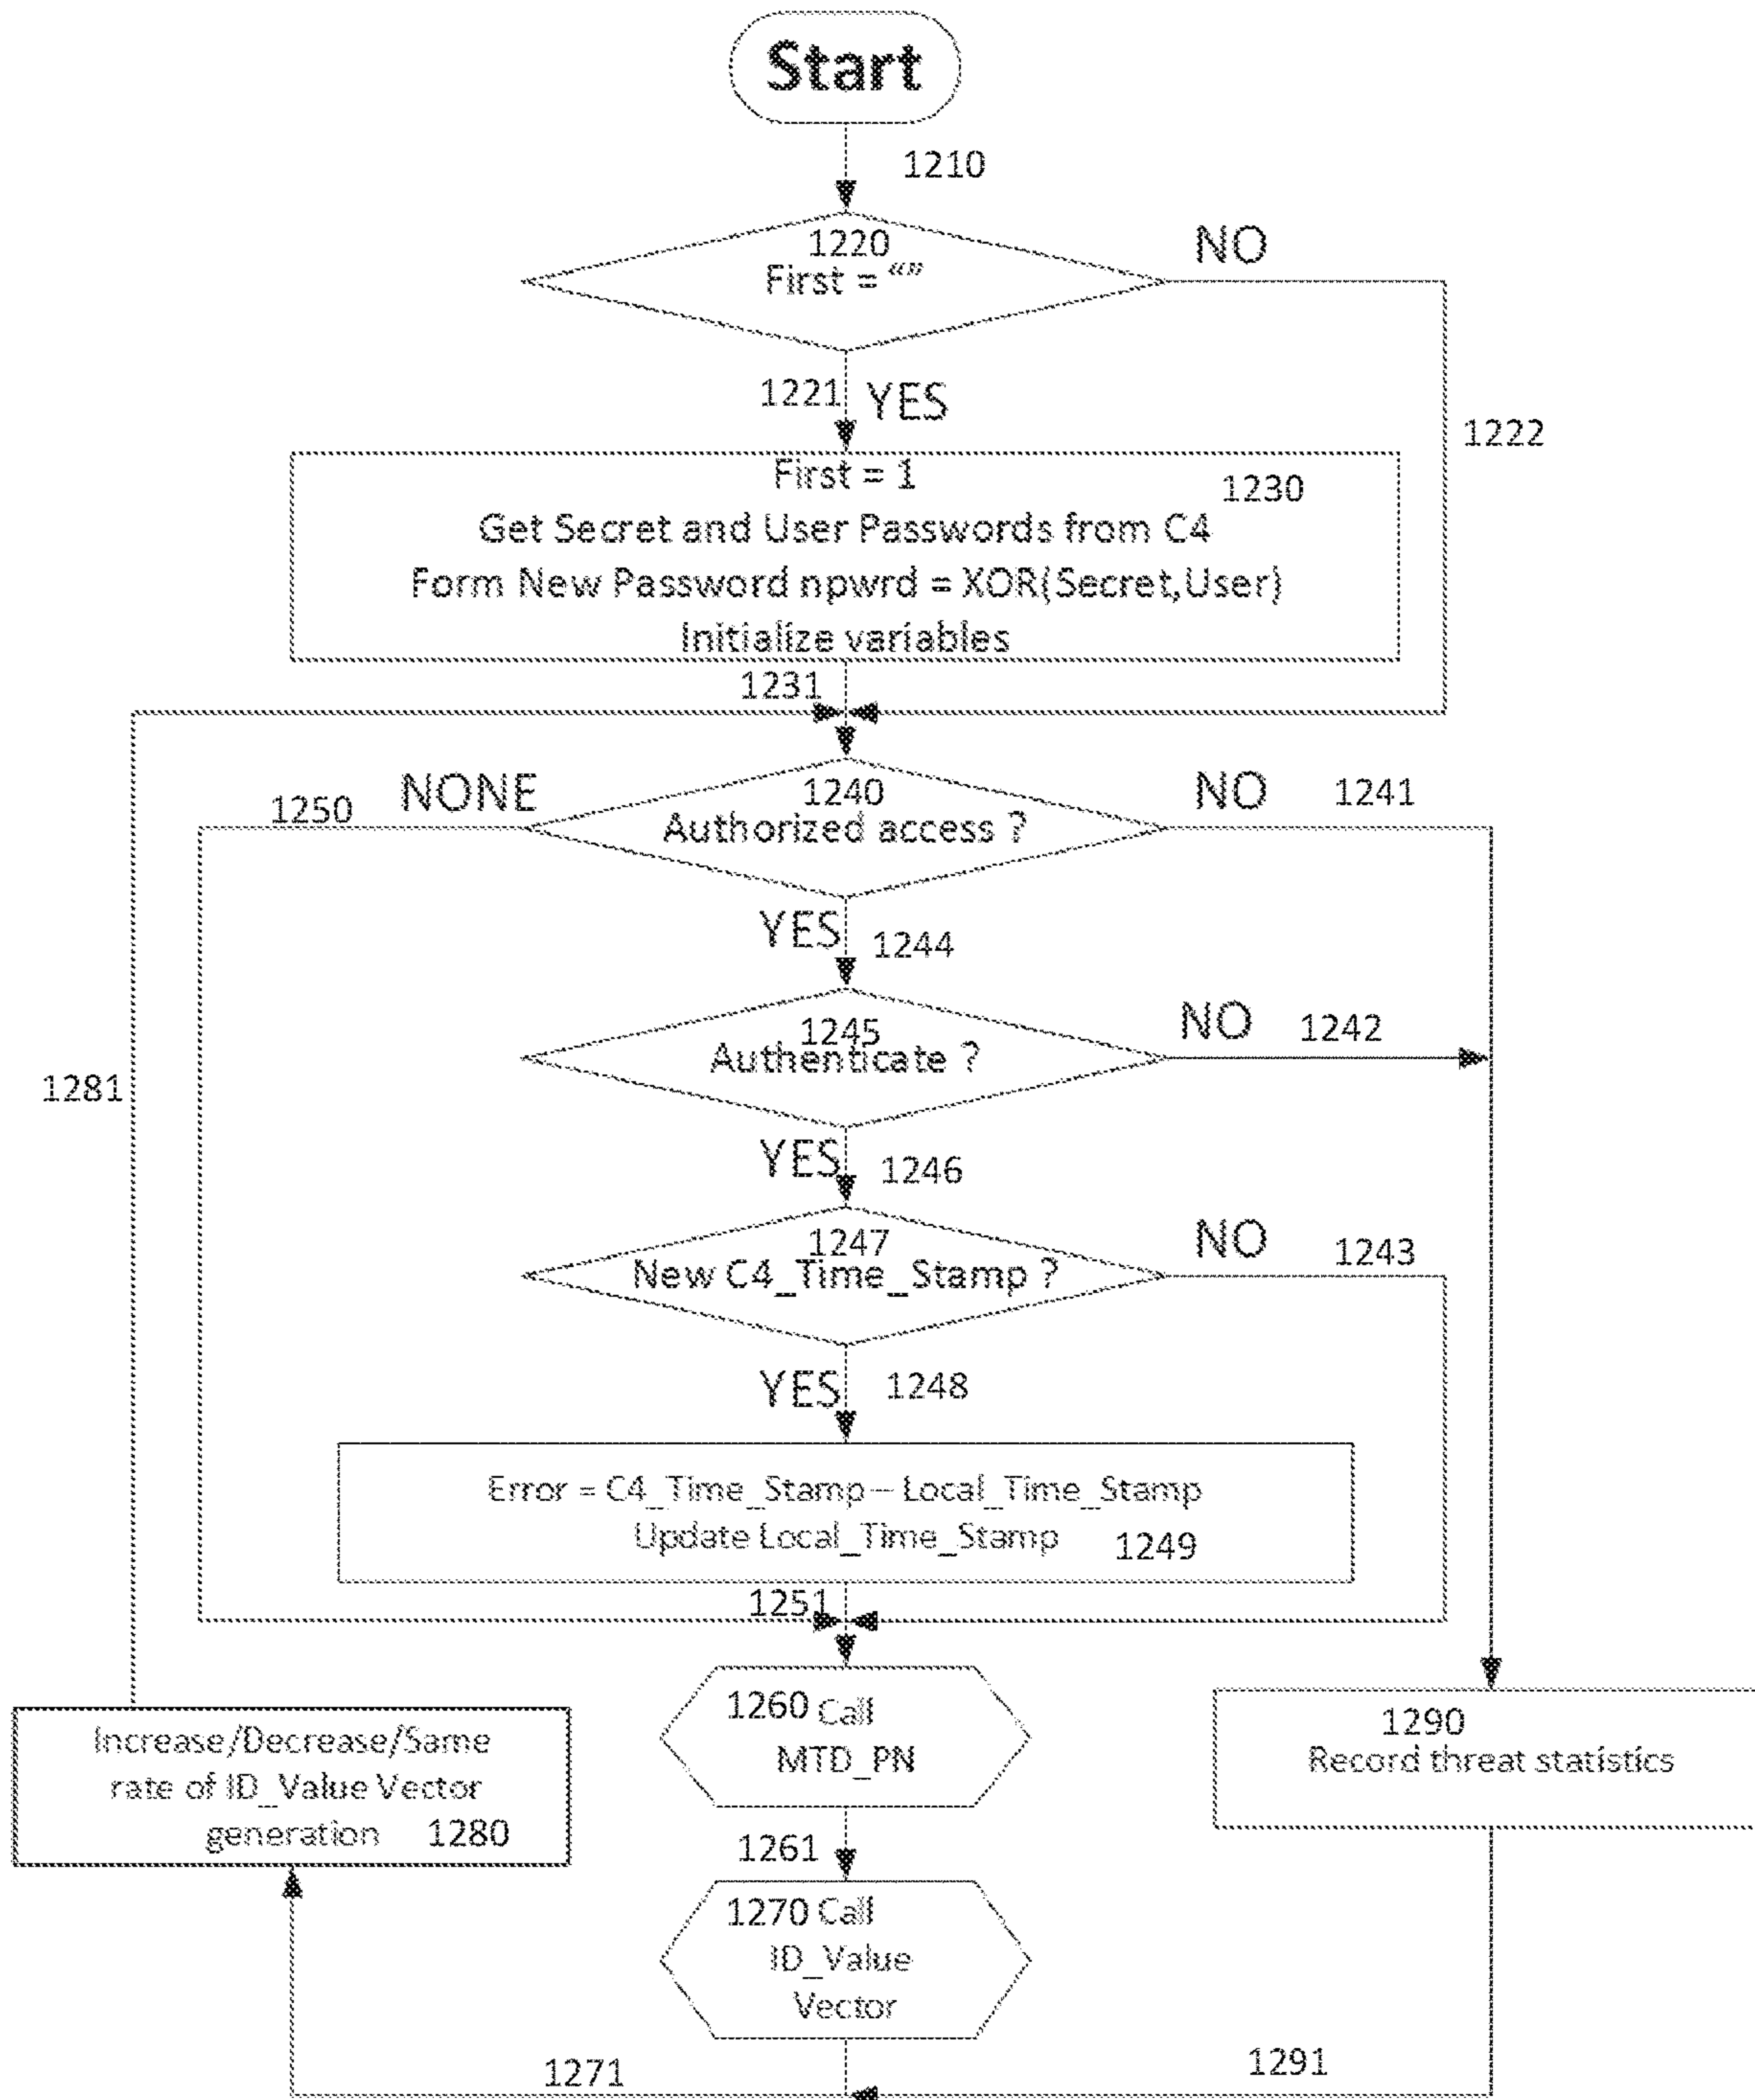 Start
1210
1220
First = “”
NO
1221
YES
1222
First = 1
1230
Get Secret and User Passwords from C4
Form New Password npwrd = XOR(Secret,User)
Initialize variables
1231
1250
NONE
1240
Authorized access ?
NO
1241
YES
1244
1245
Authenticate ?
NO
1242
1281
YES
1246
1247
New C4_Time_Stamp ?
NO
1243
YES
1248
Error = C4_Time_Stamp – Local_Time_Stamp
Update Local_Time_Stamp
1249
1251
1260 Call
MTD_PN
1290
Record threat statistics
Increase/Decrease/Same
rate of ID_Value Vector
generation
1280
1261
1270 Call
ID_Value
Vector
1271
1291